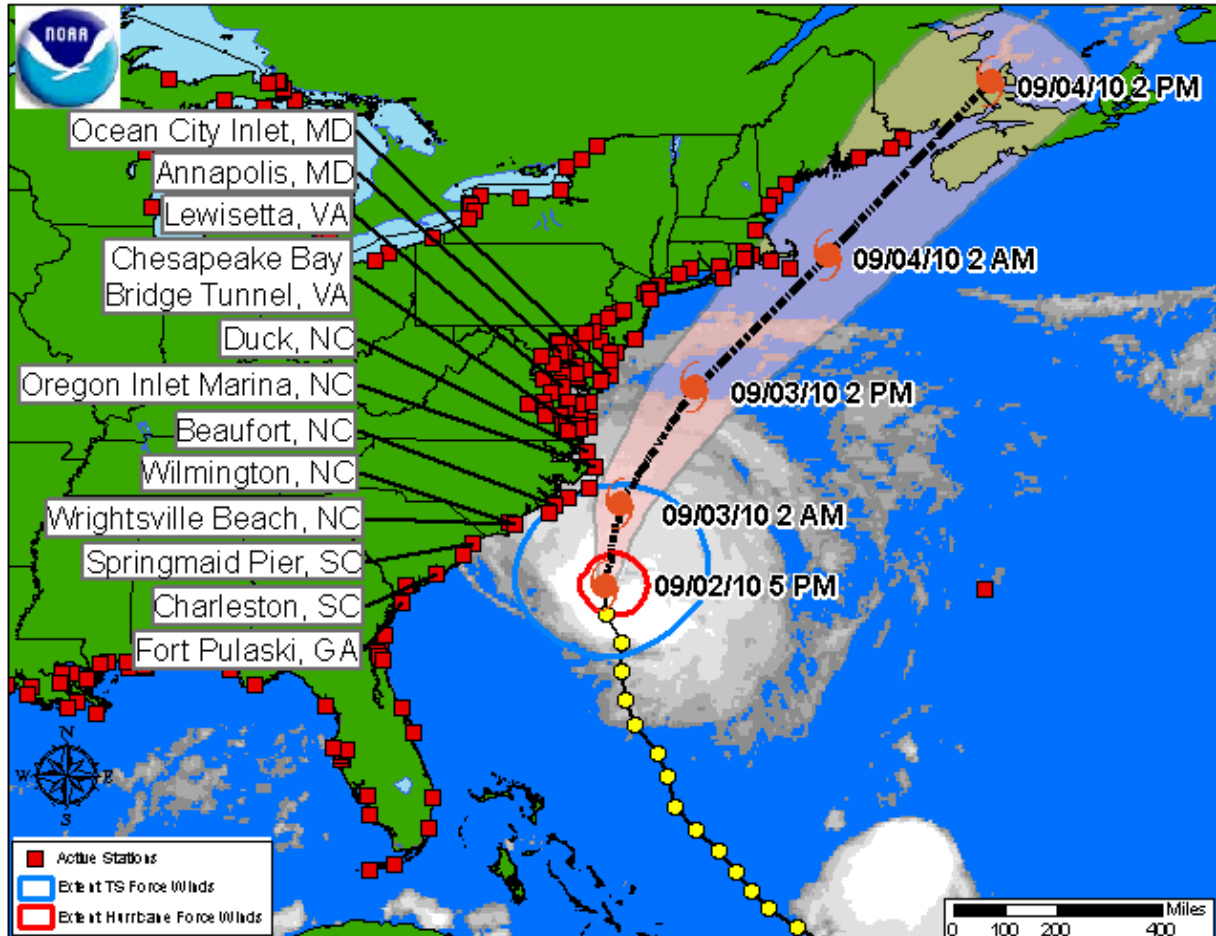 NOAA
Ocean City Inlet, MD
Annapolis, MD
Lewisetta, VA
Chesapeake Bay
Bridge Tunnel, VA
Duck, NC
Oregon Inlet Marina, NC
Beaufort, NC
Wilmington, NC
Wrightsville Beach, NC
Springmaid Pier, SC
Charleston, SC
Fort Pulaski, GA
09/04/10 2 PM
09/04/10 2 AM
09/03/10 2 PM
09/03/10 2 AM
09/02/10 5 PM
N
W E
S
Active Stations
Extent TS Force Winds
Extent Hurricane Force Winds
Miles
0 100 200 400